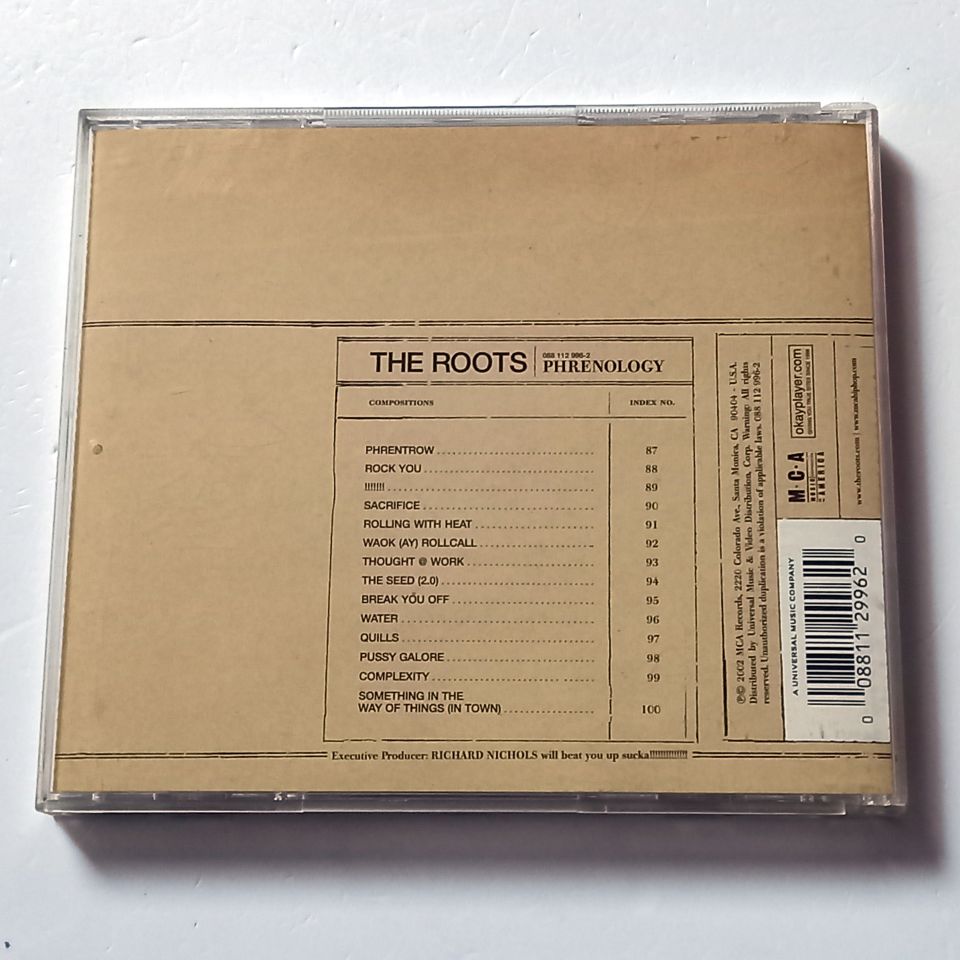 THE ROOTS
088 112 996-2
PHRENOLOGY
COMPOSITIONS INDEX NO.
PHRENTROW 87
ROCK YOU 88
!!!!!!! 89
SACRIFICE 90
ROLLING WITH HEAT 91
WAOK (AY) ROLLCALL 92
THOUGHT @ WORK 93
THE SEED (2.0) 94
BREAK YOU OFF 95
WATER 96
QUILLS 97
PUSSY GALORE 98
COMPLEXITY 99
SOMETHING IN THE
WAY OF THINGS (IN TOWN) 100
Executive Producer: RICHARD NICHOLS will beat you up sucka!!!!!!!!!!!!!!
℗© 2002 MCA Records, 2220 Colorado Ave., Santa Monica, CA 90404 - U.S.A.
Distributed by Universal Music & Video Distribution, Corp. Warning: All rights
reserved. Unauthorized duplication is a violation of applicable laws. 088 112 996-2
M·C·A
MUSIC
AMERICA
okayplayer.com
www.theroots.com | www.mcahiphop.com
A UNIVERSAL MUSIC COMPANY
0 08811 29962 0